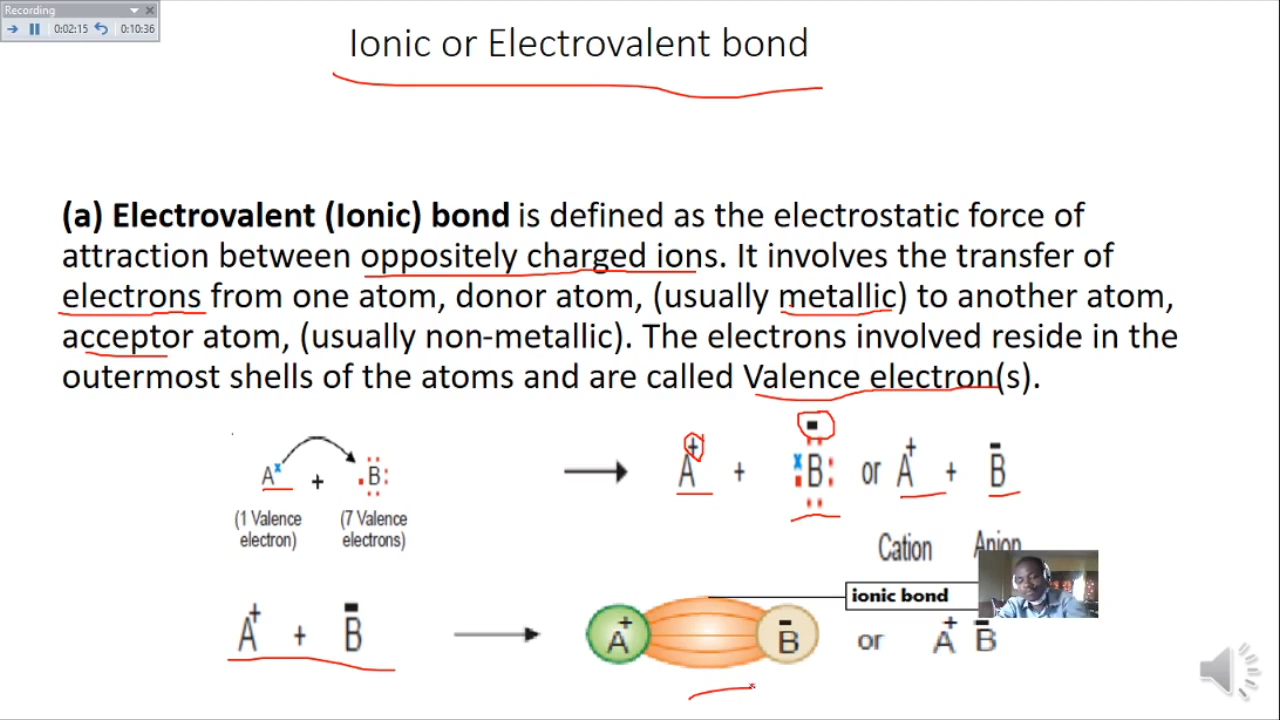 Recording
0:02:15 0:10:36
Ionic or Electrovalent bond
(a) Electrovalent (Ionic) bond is defined as the electrostatic force of
attraction between oppositely charged ions. It involves the transfer of
electrons from one atom, donor atom, (usually metallic) to another atom,
acceptor atom, (usually non-metallic). The electrons involved reside in the
outermost shells of the atoms and are called Valence electron(s).
Aˣ + B → A⁺ + ˣB⁻ or A⁺ + B⁻
(1 Valence electron) (7 Valence electrons)
Cation Anion
ionic bond
A⁺ + B⁻ → A⁺ B⁻ or A⁺ B⁻